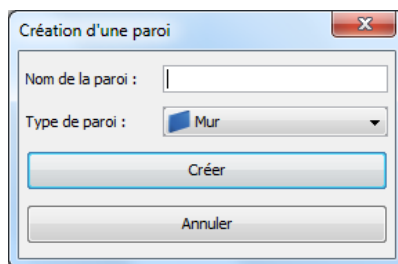 Création d'une paroi
Nom de la paroi :
Type de paroi : Mur
Créer
Annuler